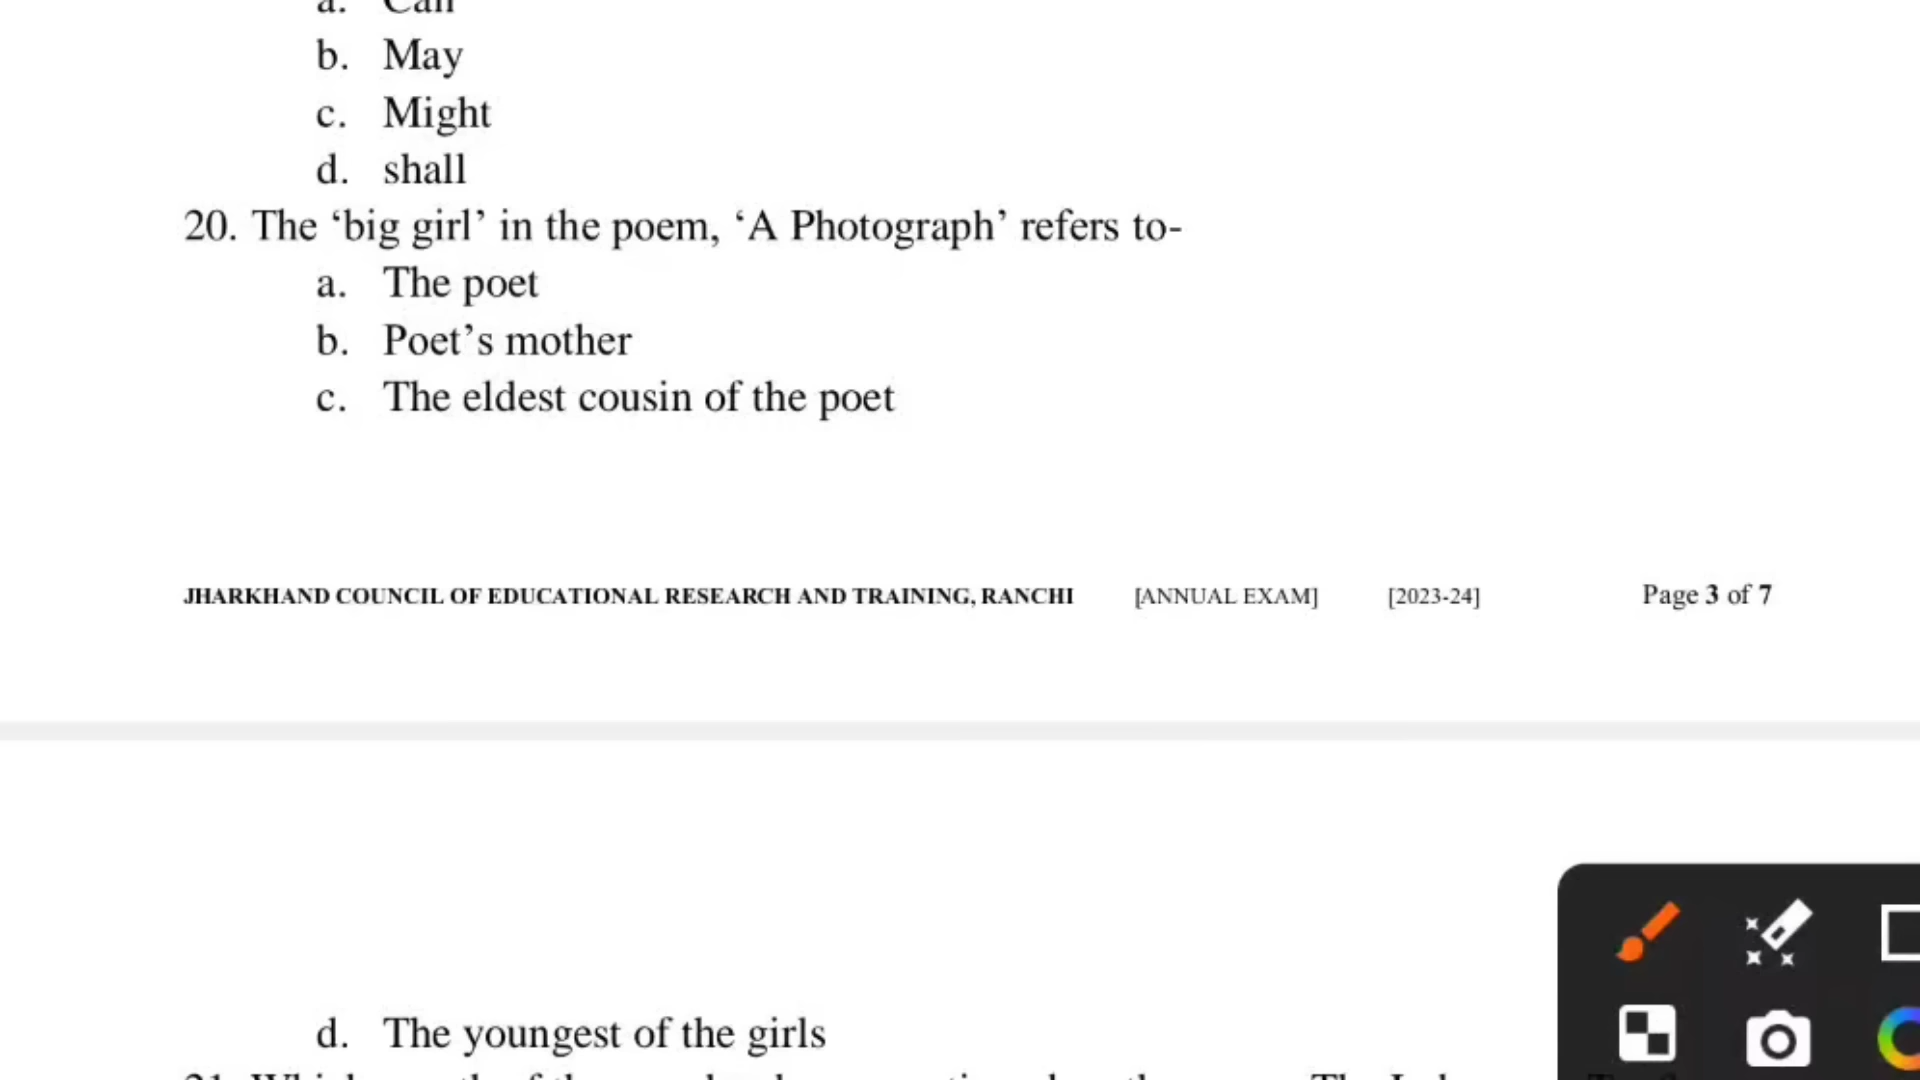 a. Can
b. May
c. Might
d. shall
20. The ‘big girl’ in the poem, ‘A Photograph’ refers to-
a. The poet
b. Poet’s mother
c. The eldest cousin of the poet
JHARKHAND COUNCIL OF EDUCATIONAL RESEARCH AND TRAINING, RANCHI [ANNUAL EXAM] [2023-24] Page 3 of 7
d. The youngest of the girls